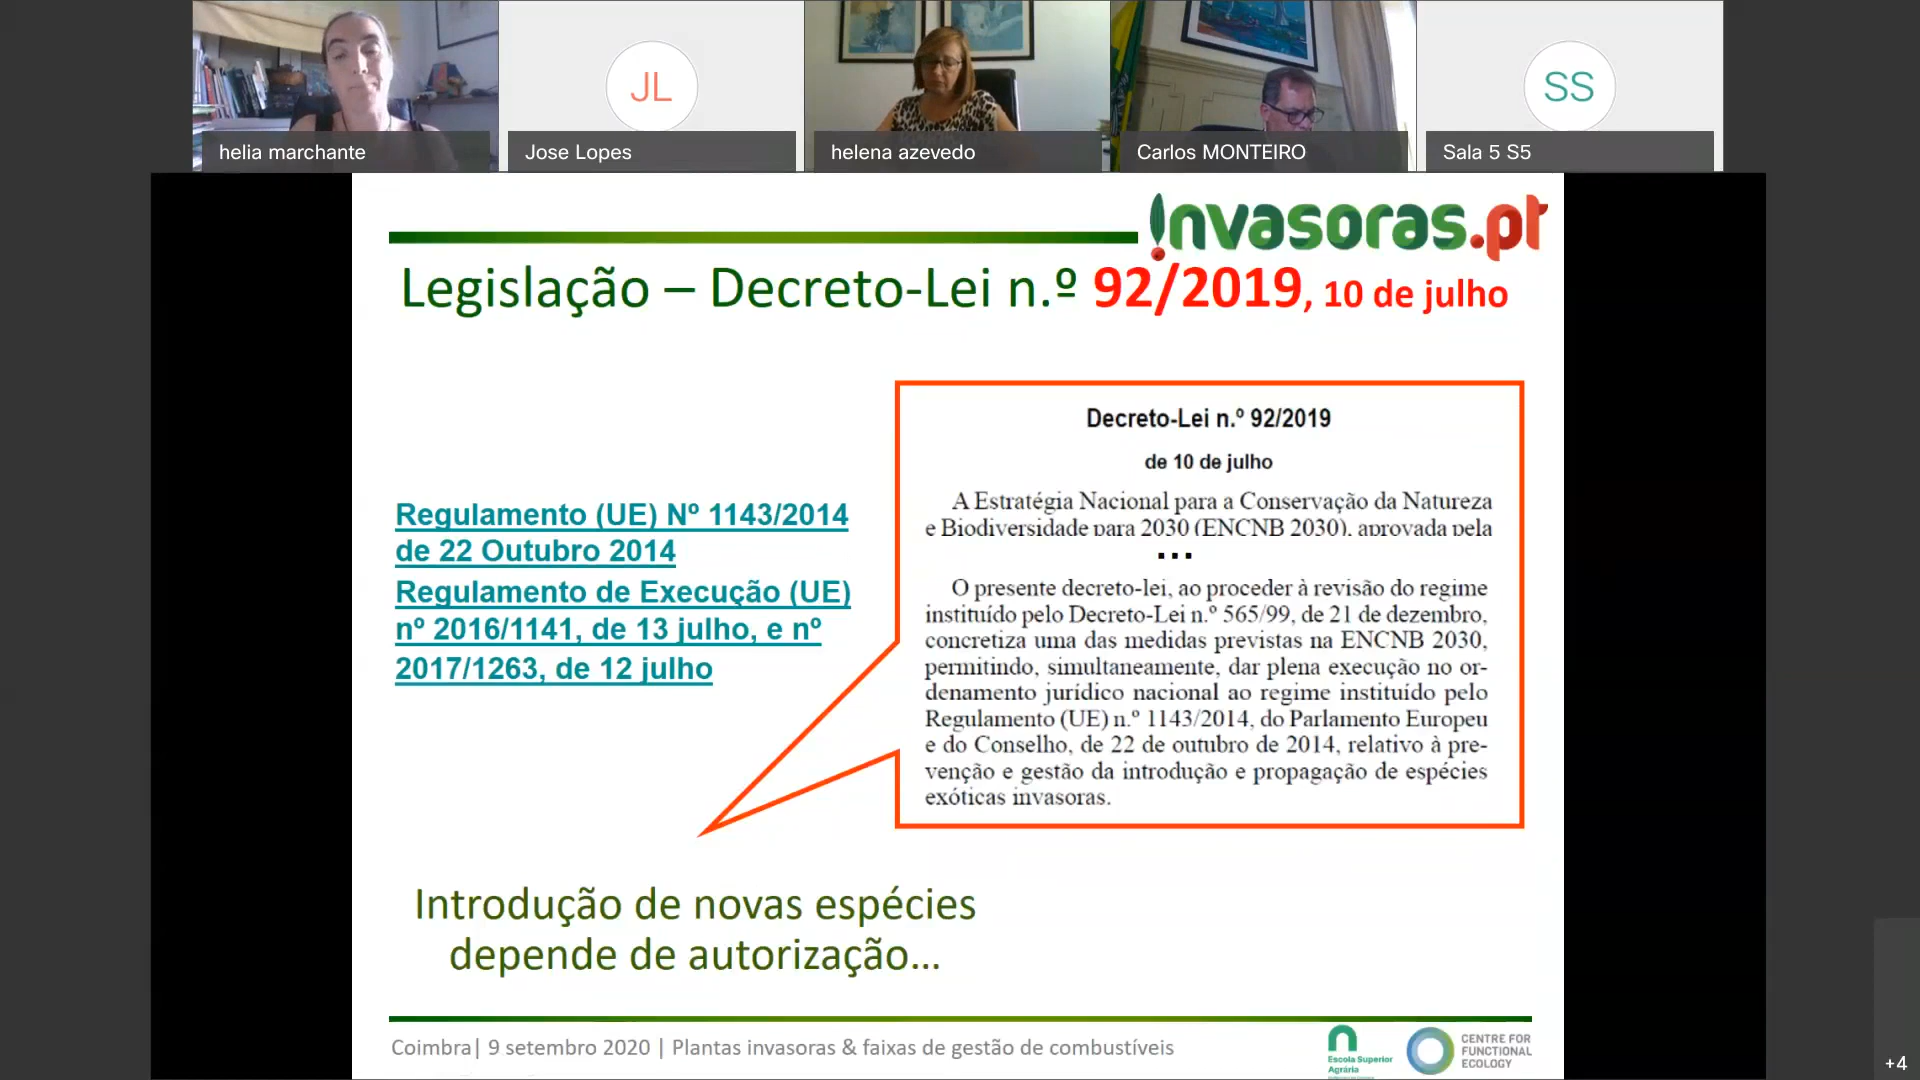 JL
SS
helia marchante
Jose Lopes
helena azevedo
Carlos MONTEIRO
Sala 5 S5
invasoras.pt
Legislação – Decreto-Lei n.º 92/2019, 10 de julho
Regulamento (UE) Nº 1143/2014
de 22 Outubro 2014
Regulamento de Execução (UE)
nº 2016/1141, de 13 julho, e nº
2017/1263, de 12 julho
Decreto-Lei n.º 92/2019
de 10 de julho
A Estratégia Nacional para a Conservação da Natureza
e Biodiversidade para 2030 (ENCNB 2030), aprovada pela
...
O presente decreto-lei, ao proceder à revisão do regime
instituído pelo Decreto-Lei n.º 565/99, de 21 de dezembro,
concretiza uma das medidas previstas na ENCNB 2030,
permitindo, simultaneamente, dar plena execução no or-
denamento jurídico nacional ao regime instituído pelo
Regulamento (UE) n.º 1143/2014, do Parlamento Europeu
e do Conselho, de 22 de outubro de 2014, relativo à pre-
venção e gestão da introdução e propagação de espécies
exóticas invasoras.
Introdução de novas espécies
depende de autorização...
Coimbra| 9 setembro 2020 | Plantas invasoras & faixas de gestão de combustíveis
Escola Superior
Agrária
CENTRE FOR
FUNCTIONAL
ECOLOGY
+4